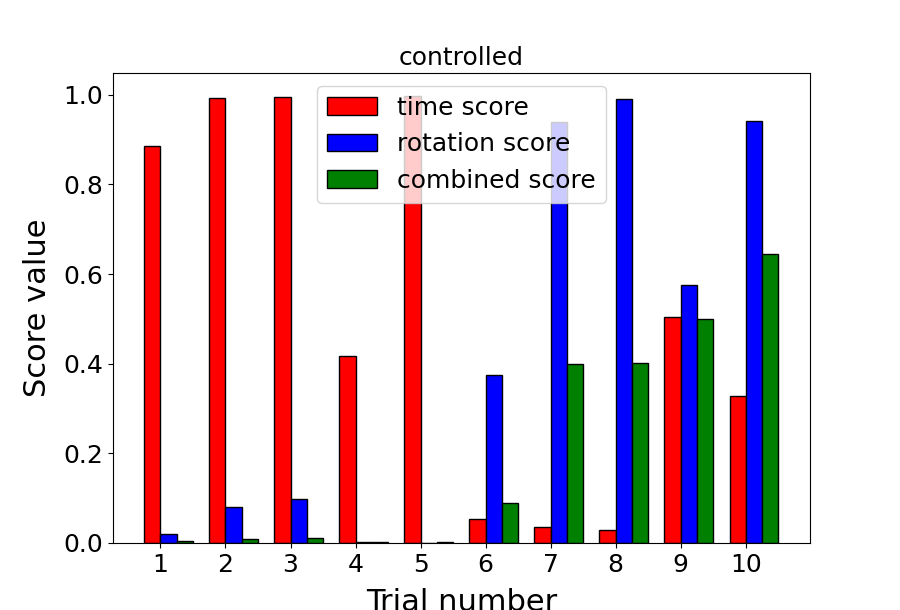 controlled
time score
rotation score
combined score
Score value
1.0
0.8
0.6
0.4
0.2
0.0
1 2 3 4 5 6 7 8 9 10
Trial number